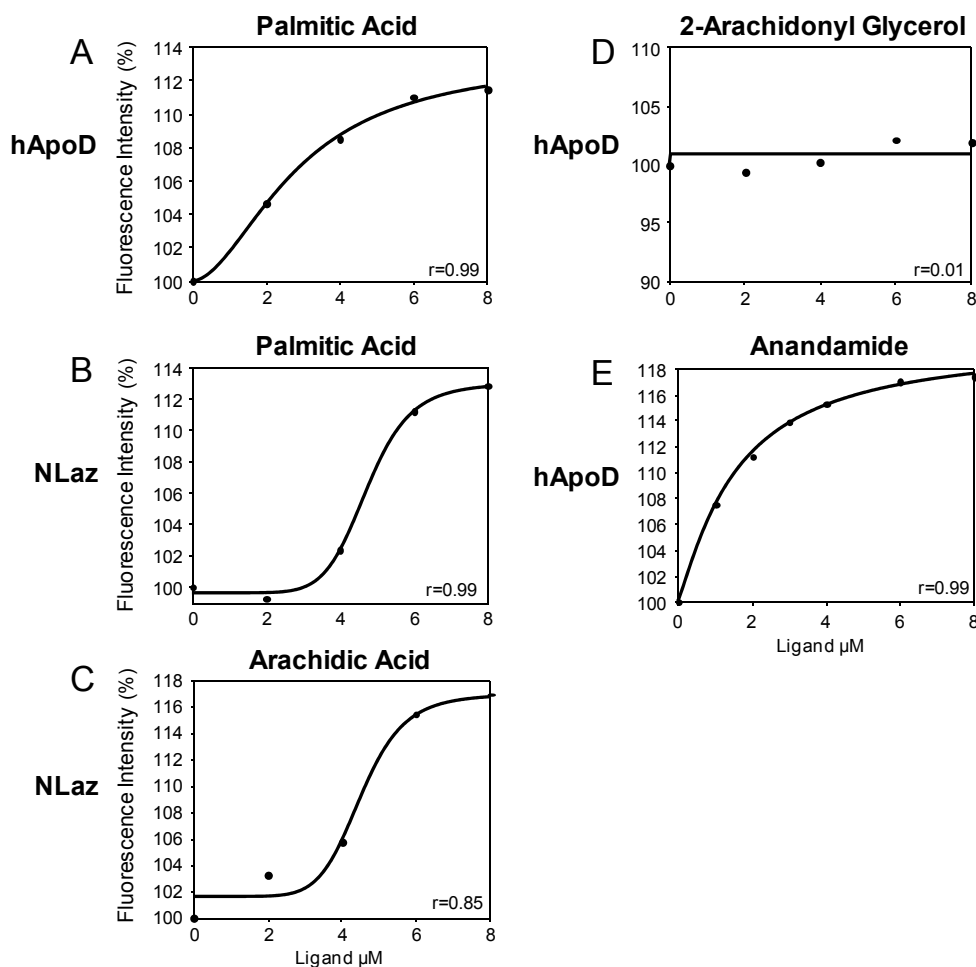 A
Palmitic Acid
hApoD
Fluorescence Intensity (%)
114
112
110
108
106
104
102
100
0
2
4
6
8
r=0.99
B
Palmitic Acid
NLaz
Fluorescence Intensity (%)
114
112
110
108
106
104
102
100
0
2
4
6
8
r=0.99
C
Arachidic Acid
NLaz
Fluorescence Intensity (%)
118
116
114
112
110
108
106
104
102
100
0
2
4
6
8
r=0.85
Ligand µM
D
2-Arachidonyl Glycerol
hApoD
110
105
100
95
90
0
2
4
6
8
r=0.01
E
Anandamide
hApoD
118
116
114
112
110
108
106
104
102
100
0
2
4
6
8
r=0.99
Ligand µM